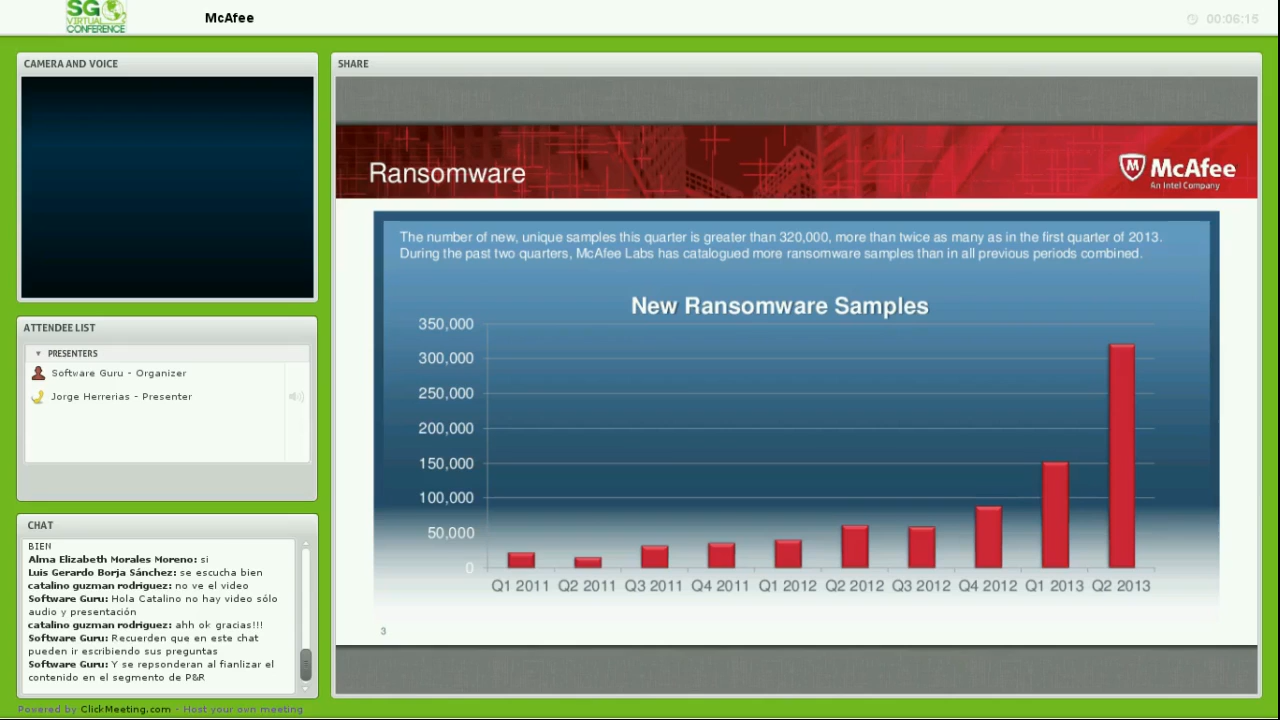 SG
VIRTUAL
CONFERENCE
McAfee
00:06:15
CAMERA AND VOICE
ATTENDEE LIST
PRESENTERS
Software Guru - Organizer
Jorge Herrerias - Presenter
CHAT
BIEN
Alma Elizabeth Morales Moreno: si
Luis Gerardo Borja Sánchez: se escucha bien
catalino guzman rodriguez: no ve el video
Software Guru: Hola Catalino no hay video sólo
audio y presentación
catalino guzman rodriguez: ahh ok gracias!!!
Software Guru: Recuerden que en este chat
pueden ir escribiendo sus preguntas
Software Guru: Y se repsonderan al fianlizar el
contenido en el segmento de P&R
Powered by ClickMeeting.com - Host your own meeting
SHARE
Ransomware
McAfee
An Intel Company
The number of new, unique samples this quarter is greater than 320,000, more than twice as many as in the first quarter of 2013.
During the past two quarters, McAfee Labs has catalogued more ransomware samples than in all previous periods combined.
New Ransomware Samples
350,000
300,000
250,000
200,000
150,000
100,000
50,000
0
Q1 2011 Q2 2011 Q3 2011 Q4 2011 Q1 2012 Q2 2012 Q3 2012 Q4 2012 Q1 2013 Q2 2013
3